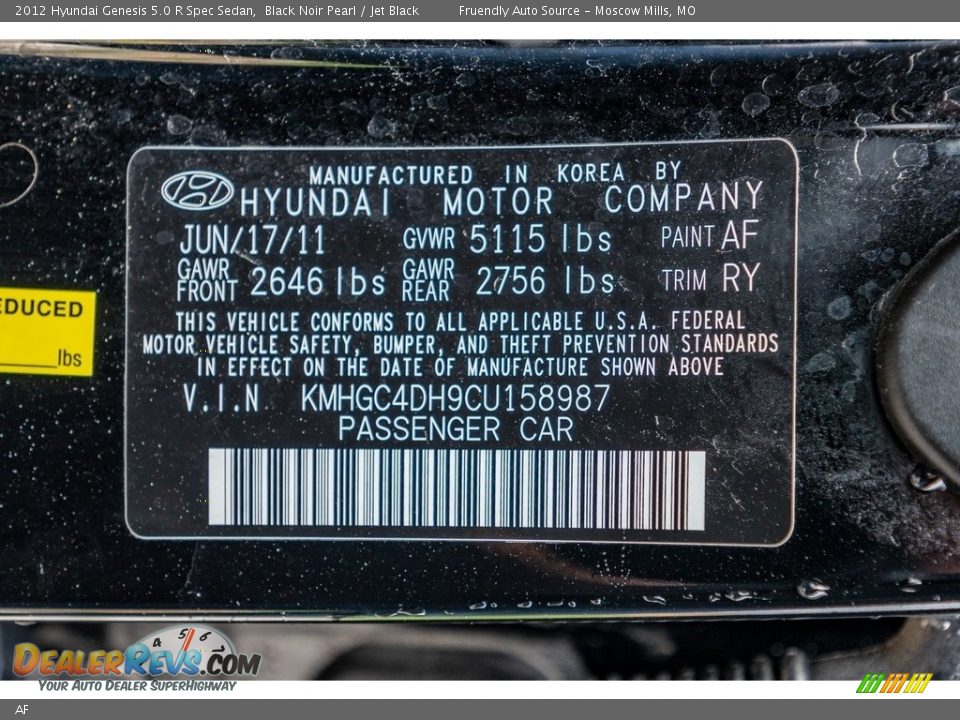 2012 Hyundai Genesis 5.0 R Spec Sedan, Black Noir Pearl / Jet Black Fruendly Auto Source - Moscow Mills, MO
MANUFACTURED IN KOREA BY
HYUNDAI MOTOR COMPANY
JUN/17/11 GVWR 5115 lbs PAINT AF
GAWR FRONT 2646 lbs GAWR REAR 2756 lbs TRIM RY
THIS VEHICLE CONFORMS TO ALL APPLICABLE U.S.A. FEDERAL
MOTOR VEHICLE SAFETY, BUMPER, AND THEFT PREVENTION STANDARDS
IN EFFECT ON THE DATE OF MANUFACTURE SHOWN ABOVE
V.I.N KMHGC4DH9CU158987
PASSENGER CAR
EDUCED
lbs
4 5 6
DEALERREVS.COM
YOUR AUTO DEALER SUPERHIGHWAY
AF